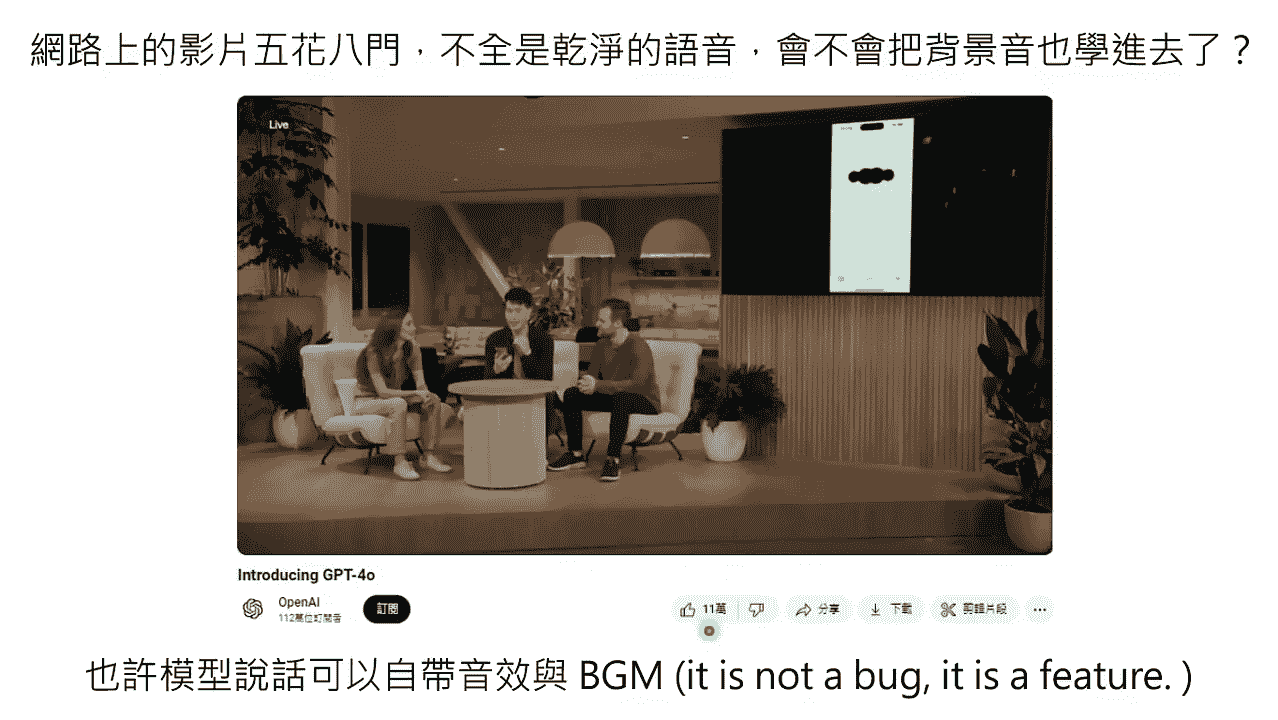 網路上的影片五花八門，不全是乾淨的語音，會不會把背景音也學進去了？
Live
Introducing GPT-4o
OpenAI
112萬位訂閱者
訂閱
11萬
分享
下載
剪輯片段
也許模型說話可以自帶音效與 BGM (it is not a bug, it is a feature. )